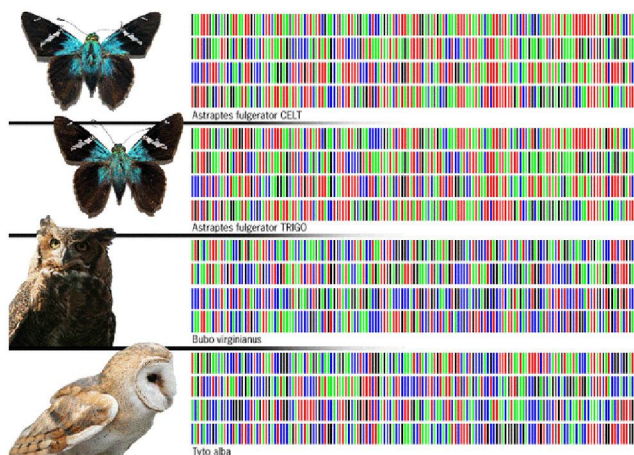 Astraptes fulgerator CELT
Astraptes fulgerator TRIGO
Bubo virginianus
Tyto alba